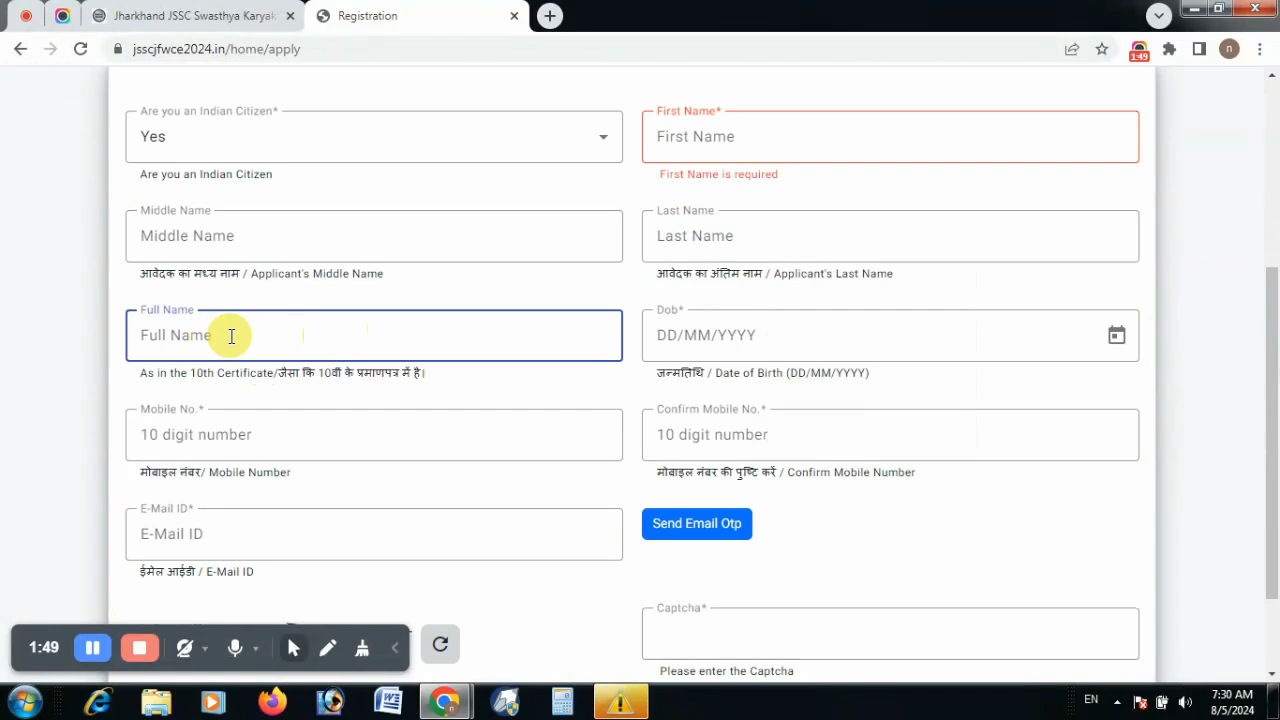 Jharkhand JSSC Swasthya Karyak
Registration
jsscjfwce2024.in/home/apply
1:49
n
Are you an Indian Citizen*
Yes
Are you an Indian Citizen
First Name*
First Name
First Name is required
Middle Name
Middle Name
आवेदक का मध्य नाम / Applicant's Middle Name
Last Name
Last Name
आवेदक का अंतिम नाम / Applicant's Last Name
Full Name
Full Name
As in the 10th Certificate/जैसा कि 10वीं के प्रमाणपत्र में है।
Dob*
DD/MM/YYYY
जन्मतिथि / Date of Birth (DD/MM/YYYY)
Mobile No.*
10 digit number
मोबाइल नंबर/ Mobile Number
Confirm Mobile No.*
10 digit number
मोबाइल नंबर की पुष्टि करें / Confirm Mobile Number
E-Mail ID*
E-Mail ID
ईमेल आईडी / E-Mail ID
Send Email Otp
Captcha*
Please enter the Captcha
1:49
EN
7:30 AM
8/5/2024